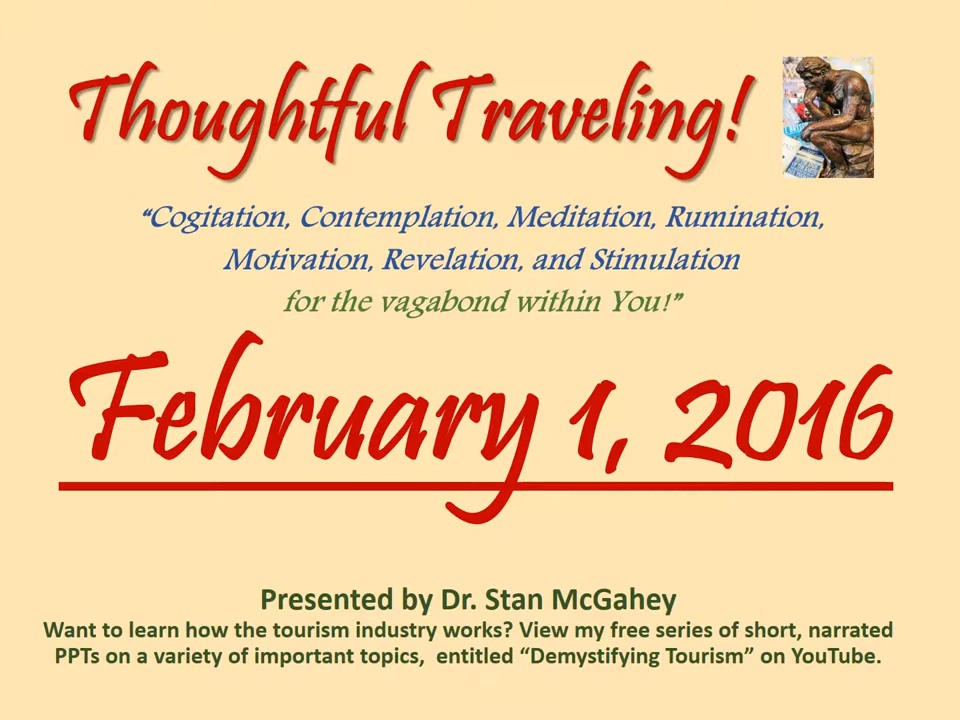 Thoughtful Traveling!
“Cogitation, Contemplation, Meditation, Rumination,
Motivation, Revelation, and Stimulation
for the vagabond within You!”
February 1, 2016
Presented by Dr. Stan McGahey
Want to learn how the tourism industry works? View my free series of short, narrated
PPTs on a variety of important topics,  entitled “Demystifying Tourism” on YouTube.